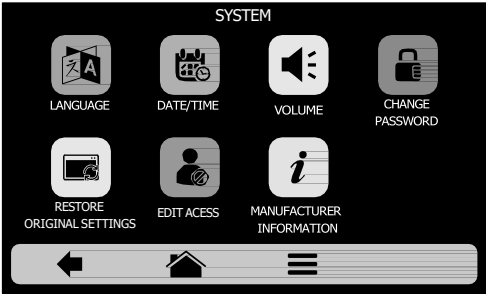 SYSTEM
LANGUAGE
DATE/TIME
VOLUME
CHANGE
PASSWORD
RESTORE
ORIGINAL SETTINGS
EDIT ACESS
MANUFACTURER
INFORMATION